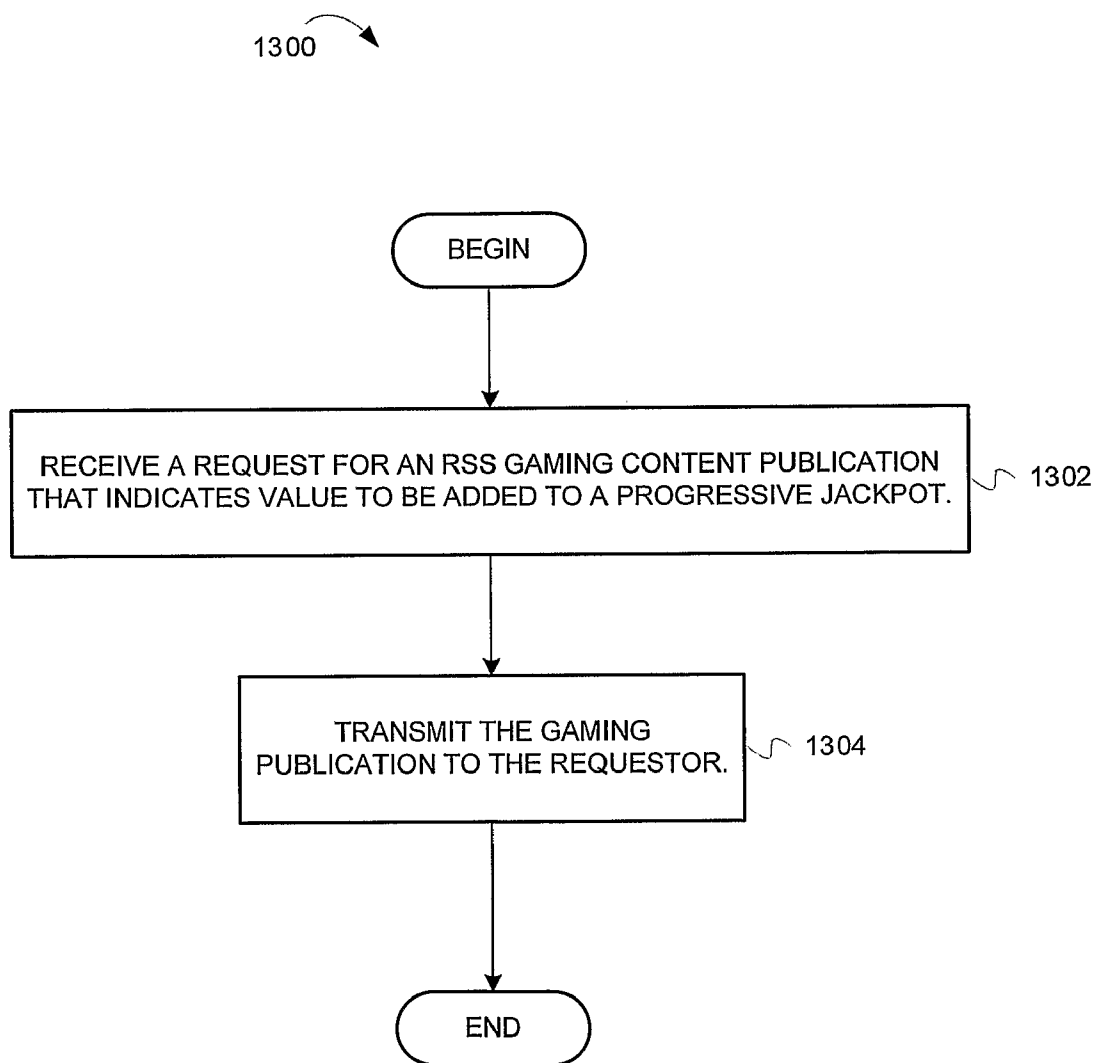 1300
BEGIN
RECEIVE A REQUEST FOR AN RSS GAMING CONTENT PUBLICATION
THAT INDICATES VALUE TO BE ADDED TO A PROGRESSIVE JACKPOT.
1302
TRANSMIT THE GAMING
PUBLICATION TO THE REQUESTOR.
1304
END